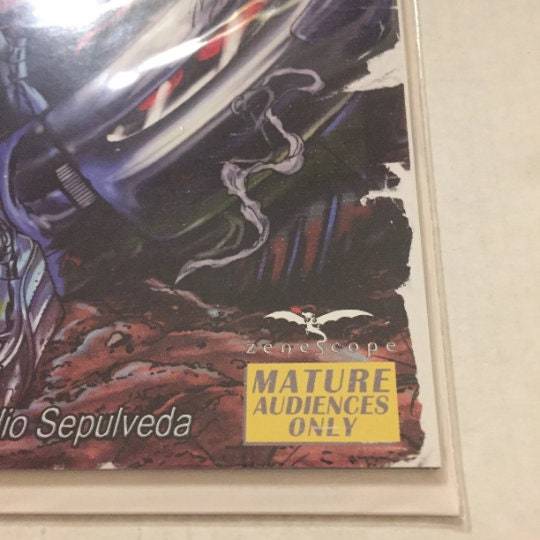 zenescope
MATURE
AUDIENCES
ONLY
Sepulveda